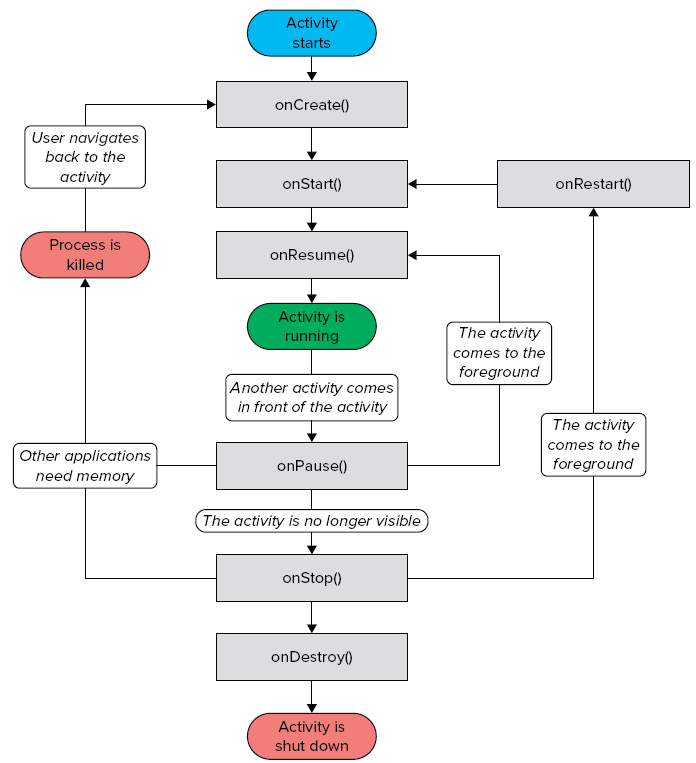 Activity
starts
onCreate()
User navigates
back to the
activity
onStart()
onRestart()
Process is
killed
onResume()
Activity is
running
The activity
comes to the
foreground
Another activity comes
in front of the activity
The activity
comes to the
foreground
Other applications
need memory
onPause()
The activity is no longer visible
onStop()
onDestroy()
Activity is
shut down